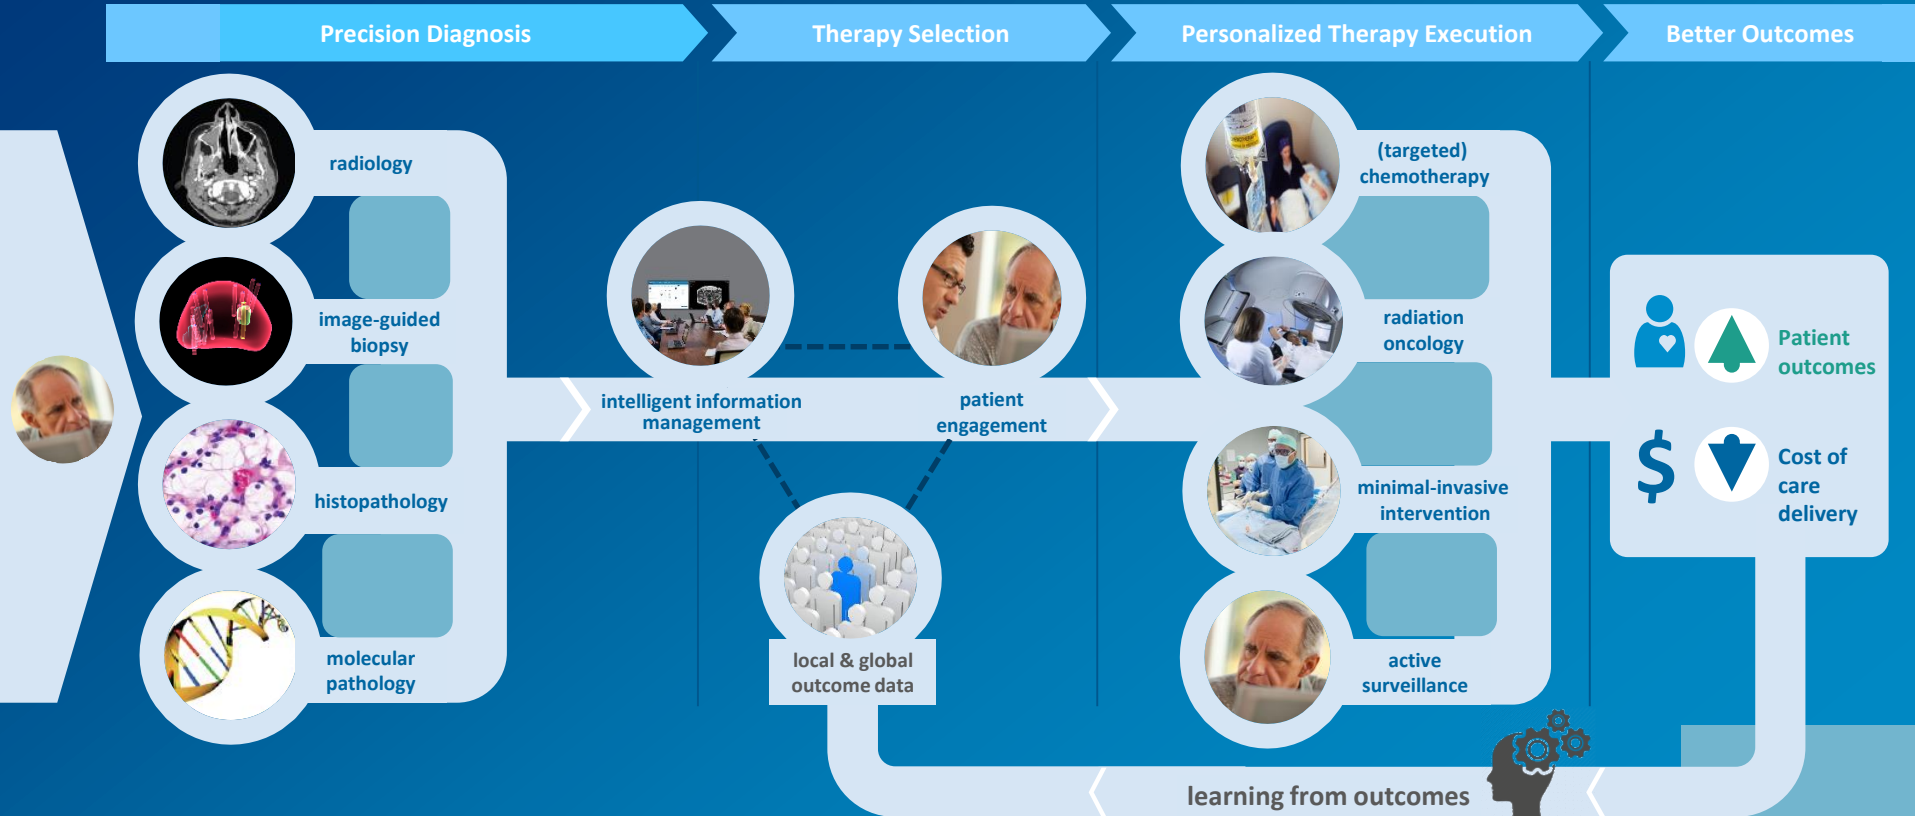 Precision Diagnosis
Therapy Selection
Personalized Therapy Execution
Better Outcomes
radiology
image-guided
biopsy
histopathology
molecular
pathology
intelligent information
management
patient
engagement
local & global
outcome data
(targeted)
chemotherapy
radiation
oncology
minimal-invasive
intervention
active
surveillance
Patient
outcomes
$
Cost of
care
delivery
learning from outcomes